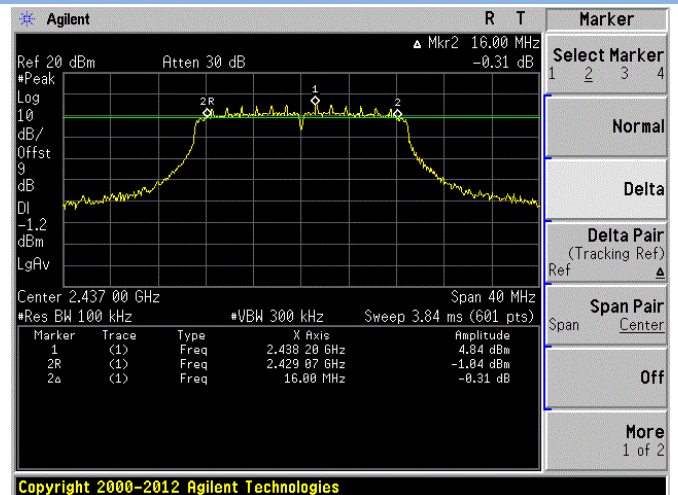 Agilent R T Marker
Δ Mkr2 16.00 MHz
Ref 20 dBm Atten 30 dB -0.31 dB
#Peak
Log
10
dB/
Offst
9
dB
DI
-1.2
dBm
LgAv
2R 1 2
Center 2.437 00 GHz Span 40 MHz
#Res BW 100 kHz #VBW 300 kHz Sweep 3.84 ms (601 pts)
Marker Trace Type X Axis Amplitude
1 (1) Freq 2.438 20 GHz 4.84 dBm
2R (1) Freq 2.429 07 GHz -1.04 dBm
2Δ (1) Freq 16.00 MHz -0.31 dB
Select Marker
1 2 3 4
Normal
Delta
Delta Pair
(Tracking Ref)
Ref Δ
Span Pair
Span Center
Off
More
1 of 2
Copyright 2000-2012 Agilent Technologies